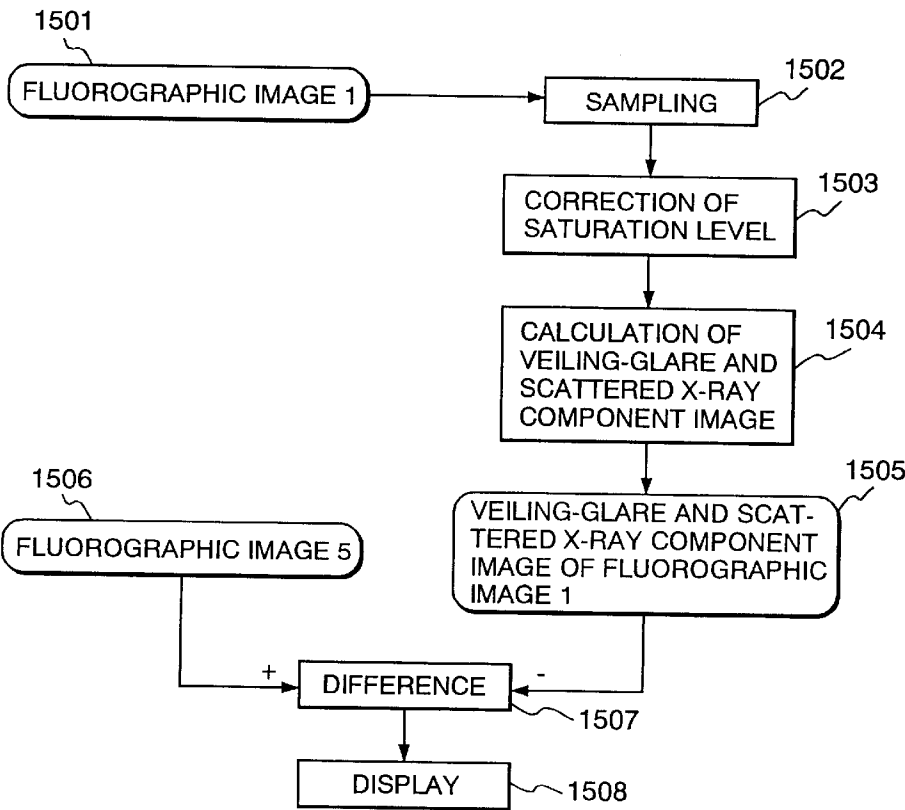 1501
FLUOROGRAPHIC IMAGE 1
1502
SAMPLING
1503
CORRECTION OF
SATURATION LEVEL
1504
CALCULATION OF
VEILING-GLARE AND
SCATTERED X-RAY
COMPONENT IMAGE
1505
VEILING-GLARE AND SCAT-
TERED X-RAY COMPONENT
IMAGE OF FLUOROGRAPHIC
IMAGE 1
1506
FLUOROGRAPHIC IMAGE 5
+
-
DIFFERENCE
1507
DISPLAY
1508